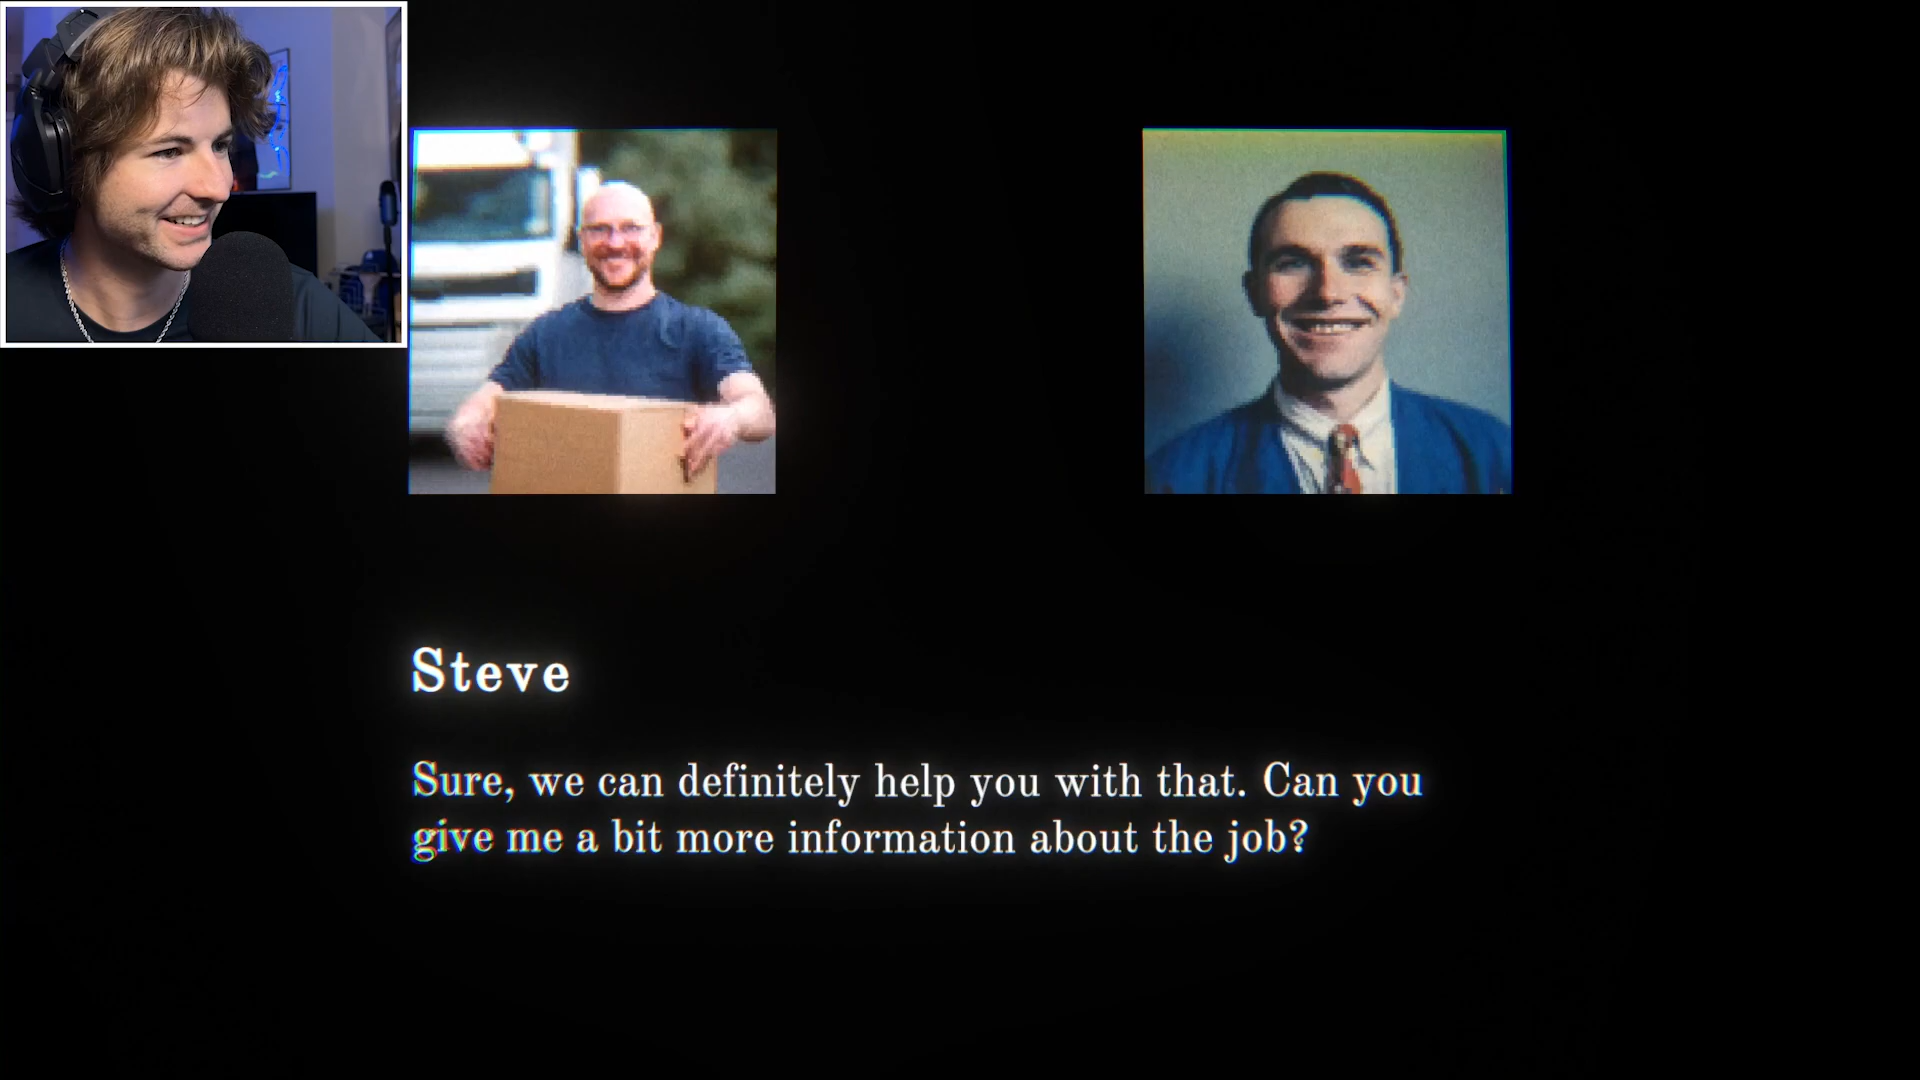 Steve
Sure, we can definitely help you with that. Can you
give me a bit more information about the job?